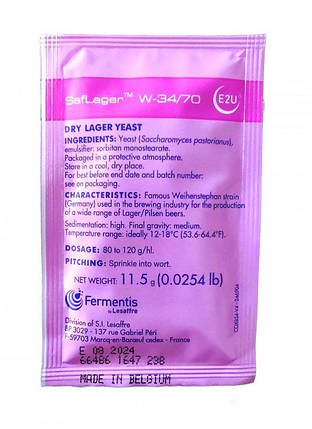 SafLager™ W-34/70
E2U
DRY LAGER YEAST
INGREDIENTS: Yeast (Saccharomyces pastorianus),
emulsifier: sorbitan monostearate.
Packaged in a protective atmosphere.
Store in a cool, dry place.
For best before end date and batch number:
see on packaging.
CHARACTERISTICS: Famous Weihenstephan strain
(Germany) used in the brewing industry for the production
of a wide range of Lager/Pilsen beers.
Sedimentation: high. Final gravity: medium.
Temperature range: ideally 12-18°C (53.6-64.4°F).
DOSAGE: 80 to 120 g/hl.
PITCHING: Sprinkle into wort.
NET WEIGHT: 11.5 g (0.0254 lb)
Fermentis
by Lesaffre
Division of S.I. Lesaffre
BP 3029 - 137 rue Gabriel Péri
F-59703 Marcq-en-Barœul cedex - France
E 09 2024
66486 1647 238
MADE IN BELGIUM